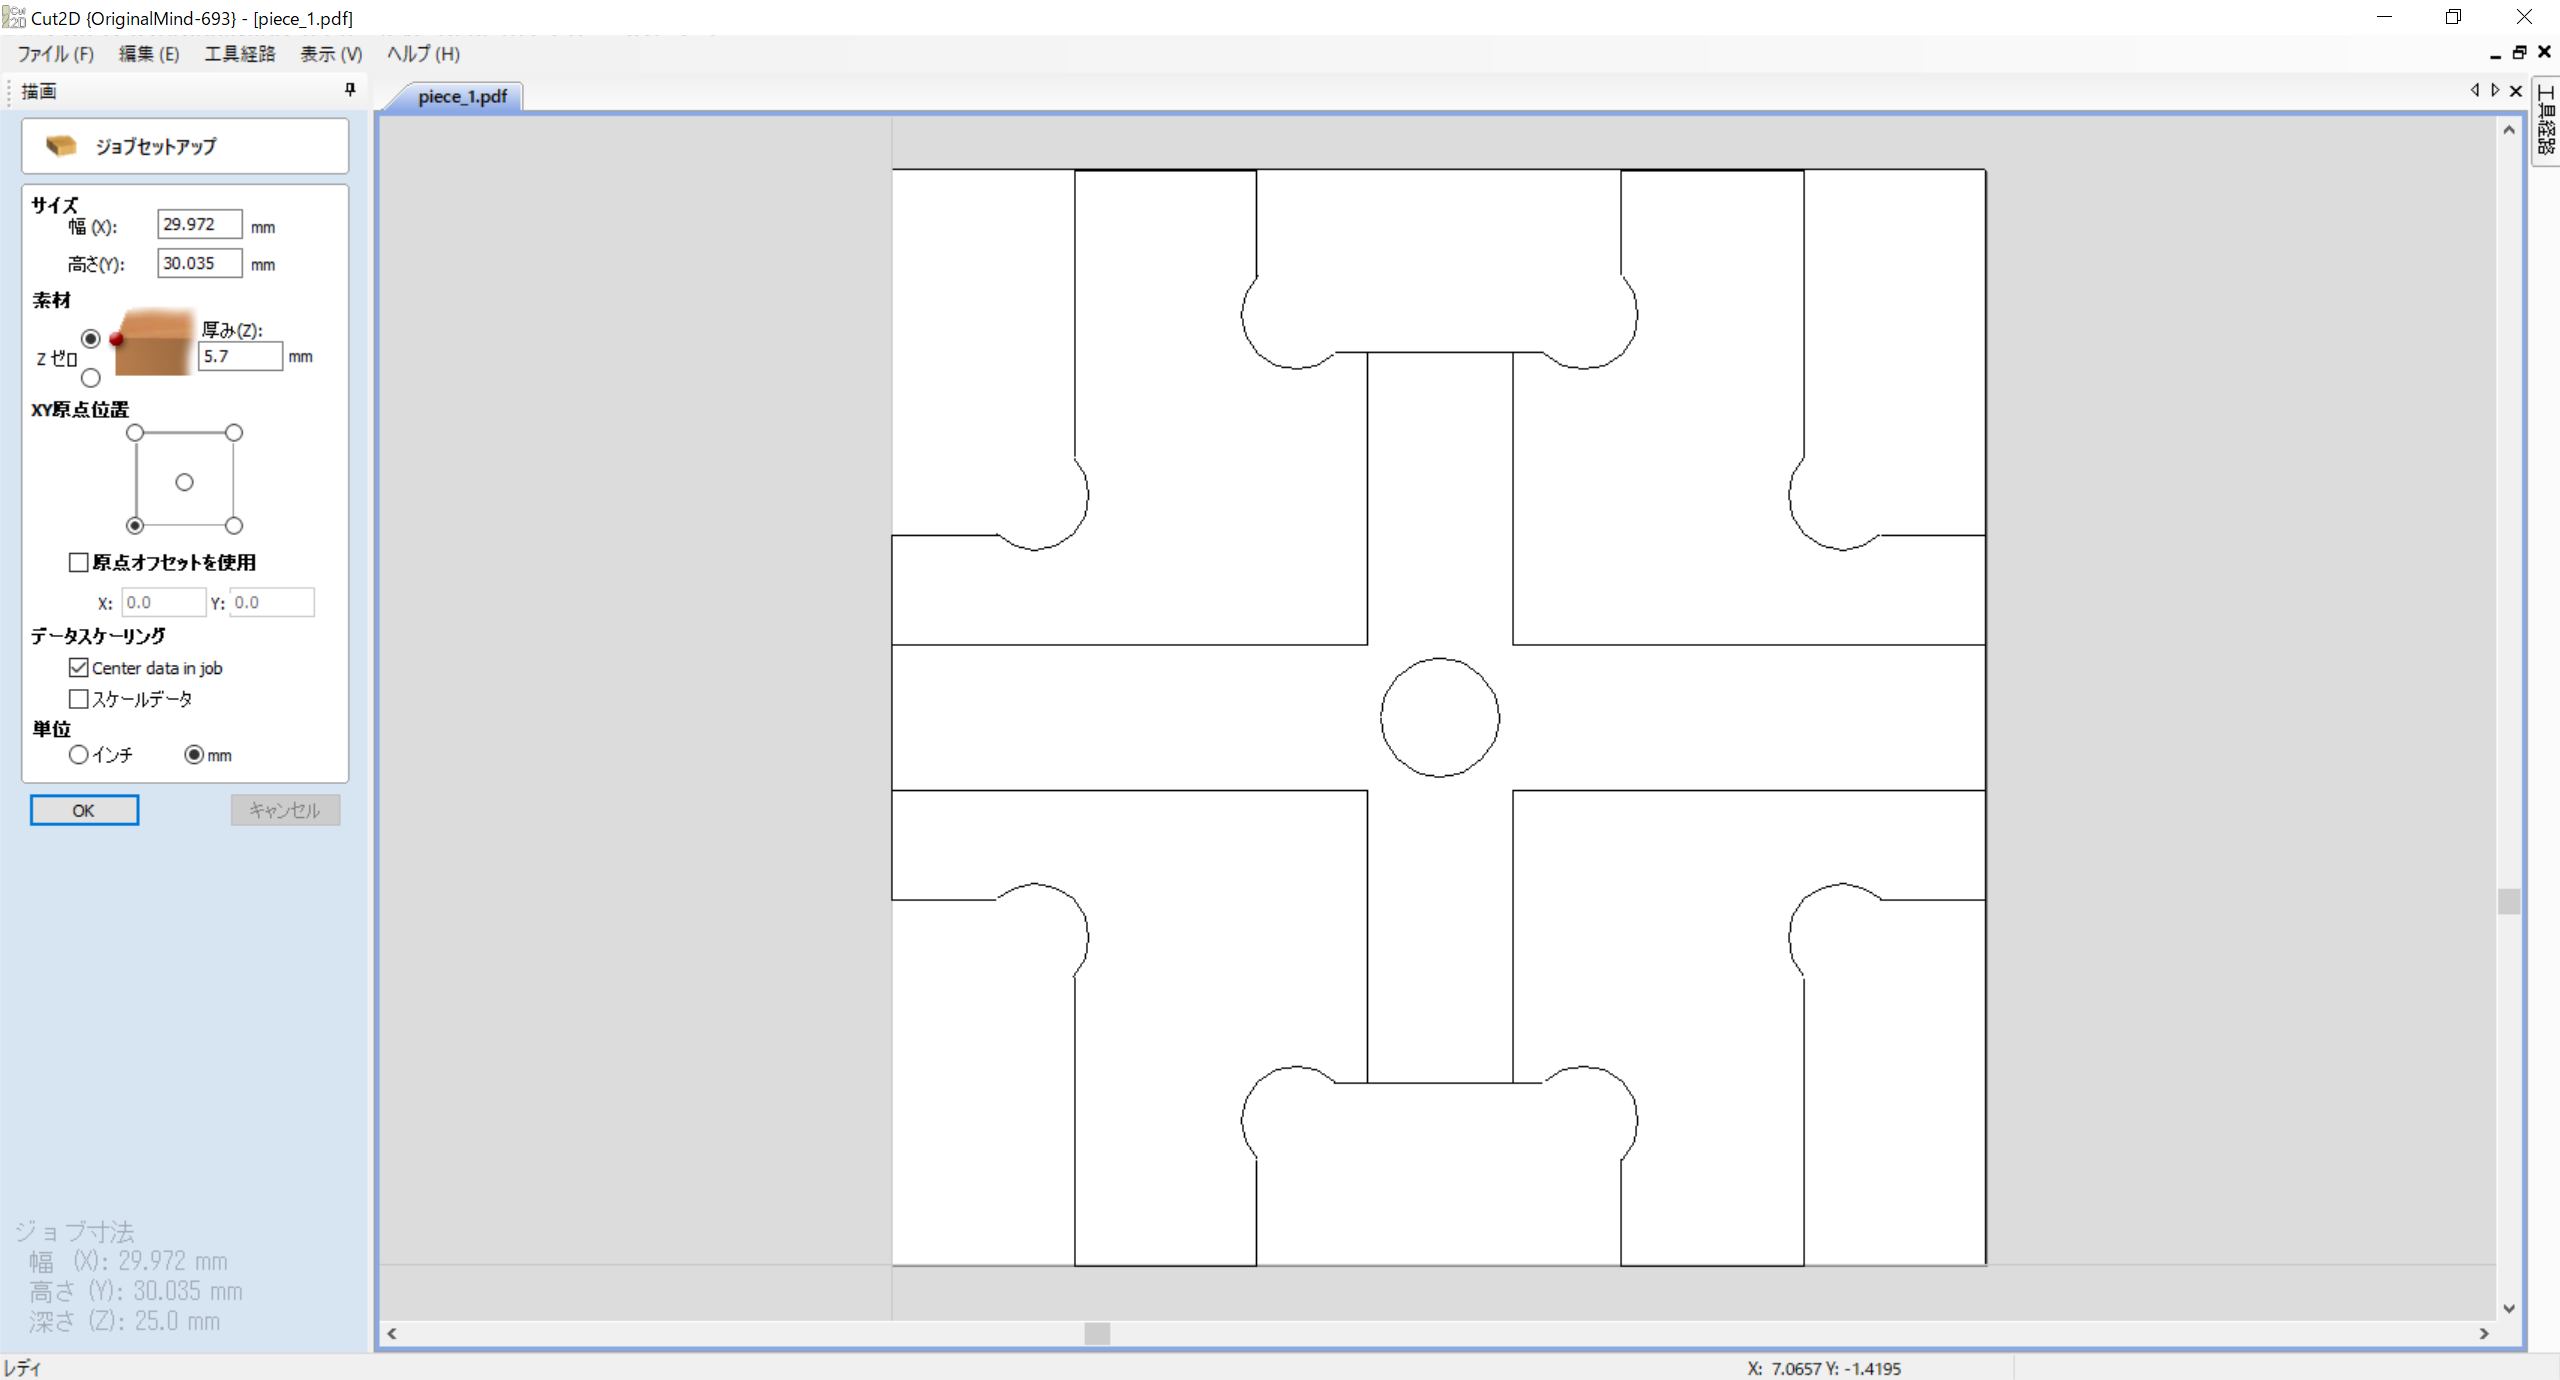 Cut2D {OriginalMind-693} - [piece_1.pdf]
ファイル (F) 編集 (E) 工具経路 表示 (V) ヘルプ (H)
描画
piece_1.pdf
工具経路
ジョブセットアップ
サイズ
幅 (X): 29.972 mm
高さ(Y): 30.035 mm
素材
Z ゼロ
厚み(Z):
5.7 mm
XY原点位置
原点オフセットを使用
X: 0.0 Y: 0.0
データスケーリング
Center data in job
スケールデータ
単位
インチ mm
OK キャンセル
ジョブ寸法
幅 (X): 29.972 mm
高さ (Y): 30.035 mm
深さ (Z): 25.0 mm
レディ
X: 7.0657 Y: -1.4195